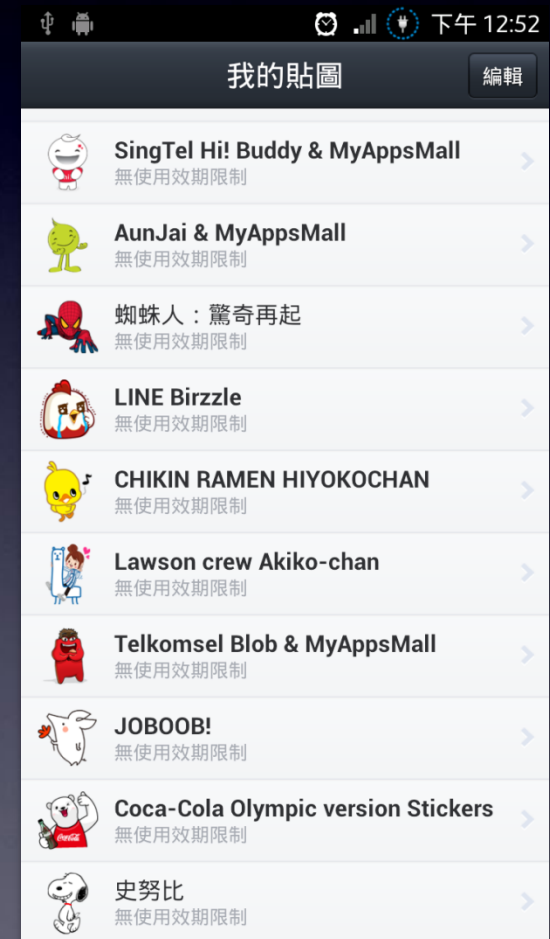 下午 12:52
我的貼圖
編輯
SingTel Hi! Buddy & MyAppsMall
無使用效期限制
AunJai & MyAppsMall
無使用效期限制
蜘蛛人：驚奇再起
無使用效期限制
LINE Birzzle
無使用效期限制
CHIKIN RAMEN HIYOKOCHAN
無使用效期限制
Lawson crew Akiko-chan
無使用效期限制
Telkomsel Blob & MyAppsMall
無使用效期限制
JOBOOB!
無使用效期限制
Coca-Cola Olympic version Stickers
無使用效期限制
Coca-Cola
史努比
無使用效期限制